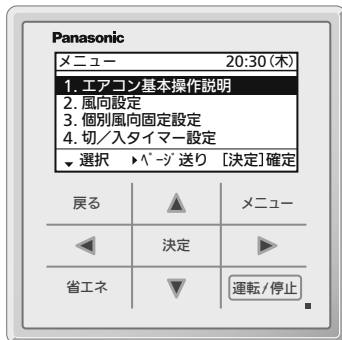 Panasonic
メニュー 20:30(木)
1. エアコン基本操作説明
2. 風向設定
3. 個別風向固定設定
4. 切／入タイマー設定
選択 ページ送り [決定]確定
戻る メニュー
決定
省エネ 運転/停止